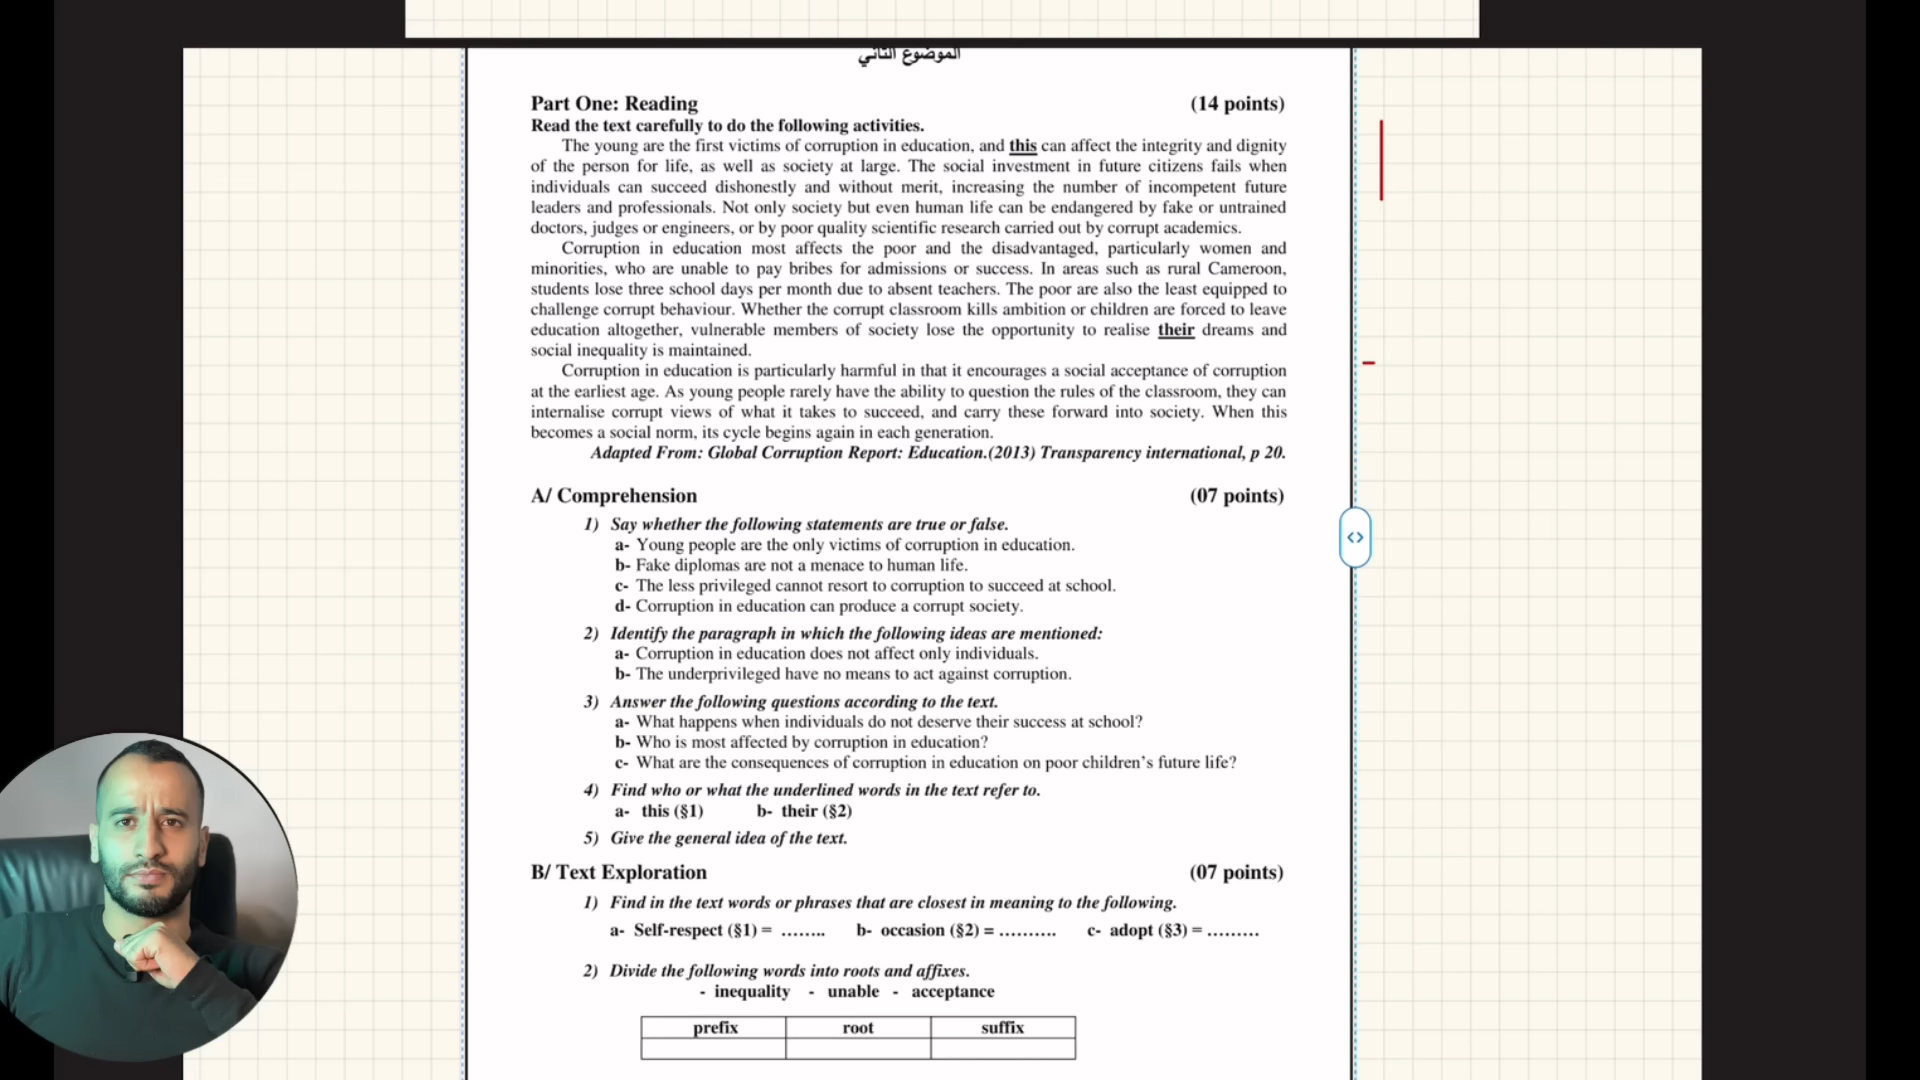 الموضوع الثاني
Part One: Reading (14 points)
Read the text carefully to do the following activities.
The young are the first victims of corruption in education, and this can affect the integrity and dignity
of the person for life, as well as society at large. The social investment in future citizens fails when
individuals can succeed dishonestly and without merit, increasing the number of incompetent future
leaders and professionals. Not only society but even human life can be endangered by fake or untrained
doctors, judges or engineers, or by poor quality scientific research carried out by corrupt academics.
Corruption in education most affects the poor and the disadvantaged, particularly women and
minorities, who are unable to pay bribes for admissions or success. In areas such as rural Cameroon,
students lose three school days per month due to absent teachers. The poor are also the least equipped to
challenge corrupt behaviour. Whether the corrupt classroom kills ambition or children are forced to leave
education altogether, vulnerable members of society lose the opportunity to realise their dreams and
social inequality is maintained.
Corruption in education is particularly harmful in that it encourages a social acceptance of corruption
at the earliest age. As young people rarely have the ability to question the rules of the classroom, they can
internalise corrupt views of what it takes to succeed, and carry these forward into society. When this
becomes a social norm, its cycle begins again in each generation.
Adapted From: Global Corruption Report: Education.(2013) Transparency international, p 20.
A/ Comprehension (07 points)
1) Say whether the following statements are true or false.
a- Young people are the only victims of corruption in education.
b- Fake diplomas are not a menace to human life.
c- The less privileged cannot resort to corruption to succeed at school.
d- Corruption in education can produce a corrupt society.
2) Identify the paragraph in which the following ideas are mentioned:
a- Corruption in education does not affect only individuals.
b- The underprivileged have no means to act against corruption.
3) Answer the following questions according to the text.
a- What happens when individuals do not deserve their success at school?
b- Who is most affected by corruption in education?
c- What are the consequences of corruption in education on poor children's future life?
4) Find who or what the underlined words in the text refer to.
a- this (§1) b- their (§2)
5) Give the general idea of the text.
B/ Text Exploration (07 points)
1) Find in the text words or phrases that are closest in meaning to the following.
a- Self-respect (§1) = ........ b- occasion (§2) = .......... c- adopt (§3) = .........
2) Divide the following words into roots and affixes.
- inequality - unable - acceptance
prefix root suffix